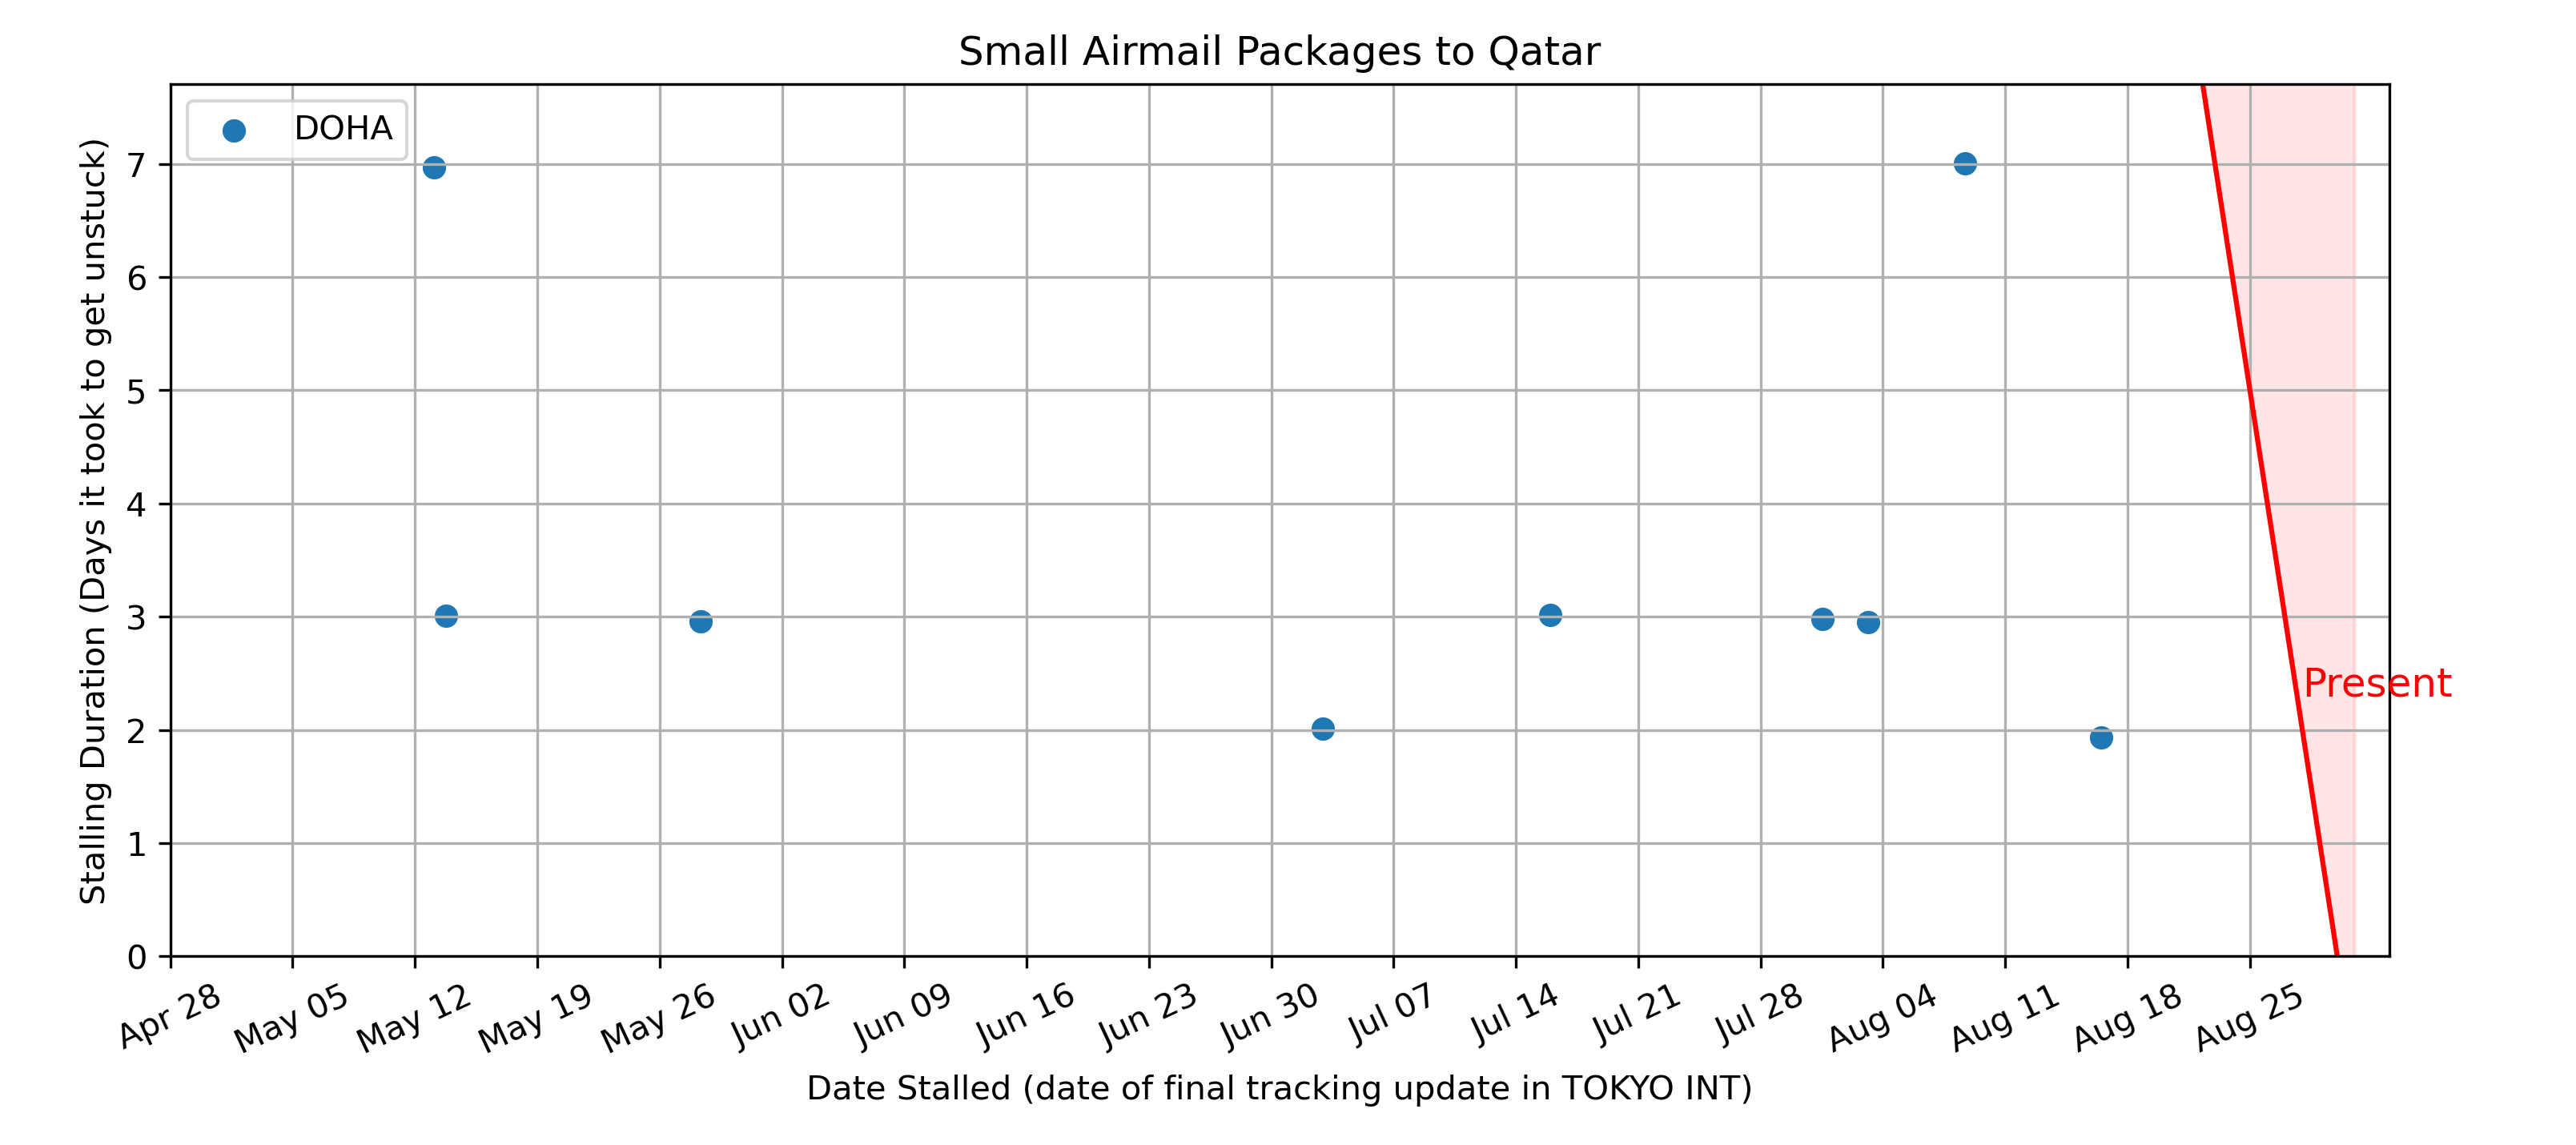 Small Airmail Packages to Qatar
DOHA
Stalling Duration (Days it took to get unstuck)
7
6
5
4
3
2
1
0
Present
Apr 28 May 05 May 12 May 19 May 26 Jun 02 Jun 09 Jun 16 Jun 23 Jun 30 Jul 07 Jul 14 Jul 21 Jul 28 Aug 04 Aug 11 Aug 18 Aug 25
Date Stalled (date of final tracking update in TOKYO INT)